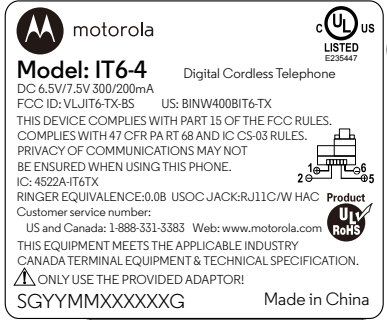 motorola
C UL US
LISTED
E235447
Model: IT6-4 Digital Cordless Telephone
DC 6.5V/7.5V 300/200mA
FCC ID: VLJIT6-TX-BS US: BINW400BIT6-TX
THIS DEVICE COMPLIES WITH PART 15 OF THE FCC RULES.
COMPLIES WITH 47 CFR PA RT 68 AND IC CS-03 RULES.
PRIVACY OF COMMUNICATIONS MAY NOT
BE ENSURED WHEN USING THIS PHONE.
1 6
2 5
IC: 4522A-IT6TX
RINGER EQUIVALENCE:0.0B USOC JACK:RJ11C/W HAC
Product
UL
RoHS
Customer service number:
US and Canada: 1-888-331-3383 Web: www.motorola.com
THIS EQUIPMENT MEETS THE APPLICABLE INDUSTRY
CANADA TERMINAL EQUIPMENT & TECHNICAL SPECIFICATION.
! ONLY USE THE PROVIDED ADAPTOR!
SGYYMMXXXXXXG Made in China